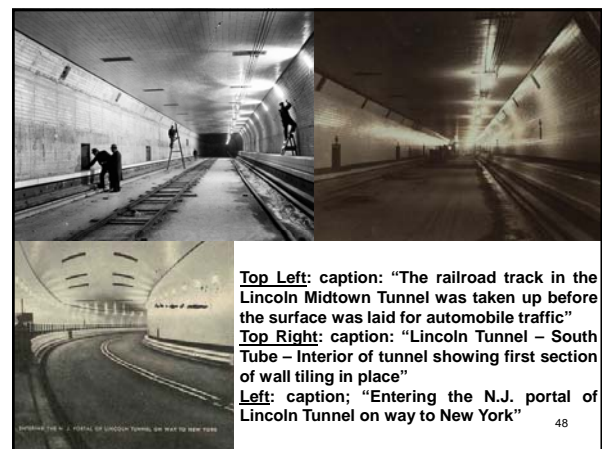 ENTERING THE N. J. PORTAL OF LINCOLN TUNNEL ON WAY TO NEW YORK
Top Left: caption: “The railroad track in the
Lincoln Midtown Tunnel was taken up before
the surface was laid for automobile traffic”
Top Right: caption: “Lincoln Tunnel – South
Tube – Interior of tunnel showing first section
of wall tiling in place”
Left: caption; “Entering the N.J. portal of
Lincoln Tunnel on way to New York”
48